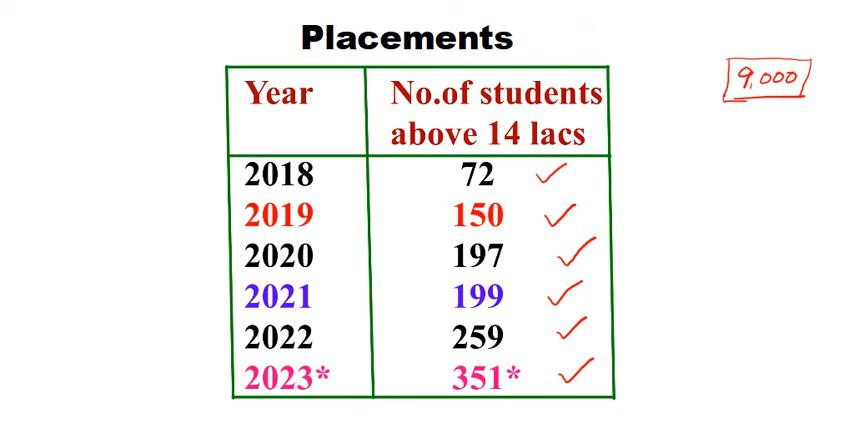 Placements
9,000
Year No.of students
above 14 lacs
2018 72
2019 150
2020 197
2021 199
2022 259
2023* 351*